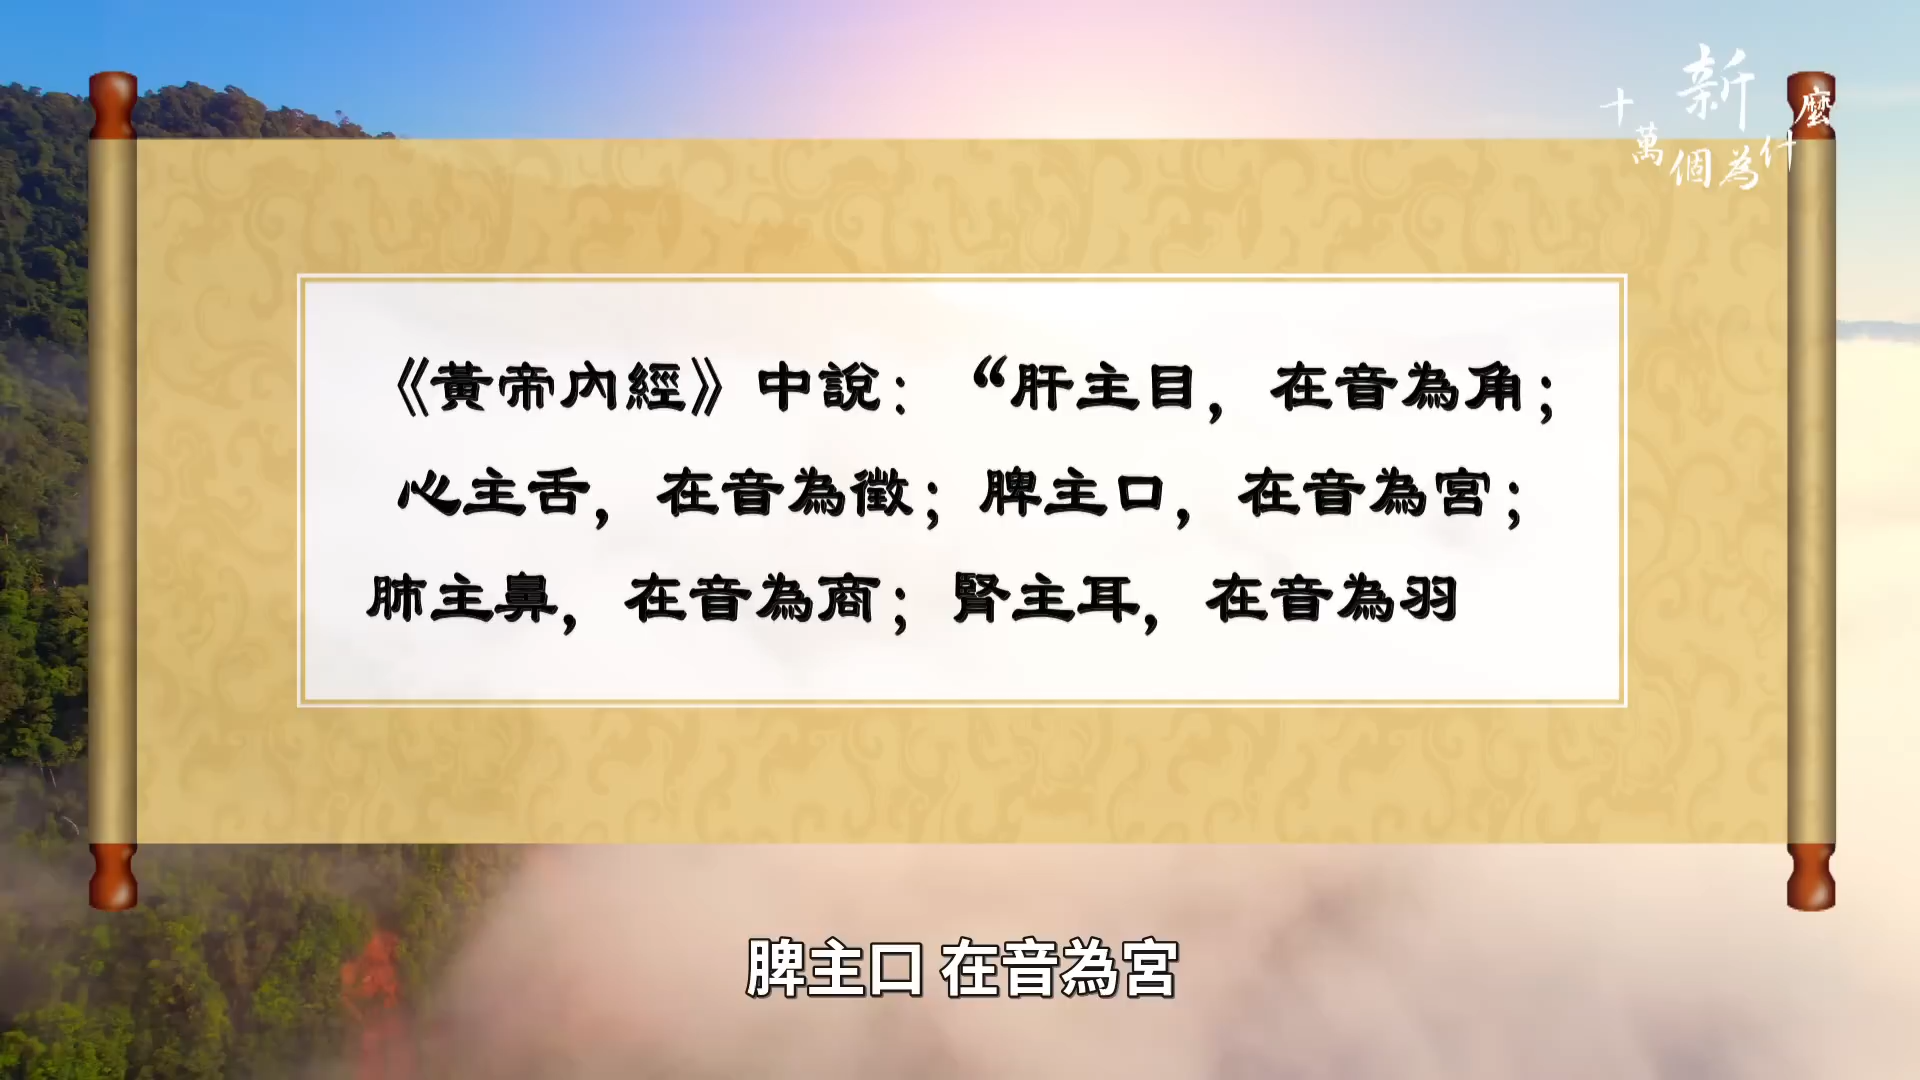 新
十萬個為什麼
《黃帝內經》中說：“肝主目，在音為角；
心主舌，在音為徵；脾主口，在音為宮；
肺主鼻，在音為商；腎主耳，在音為羽
脾主口 在音為宮